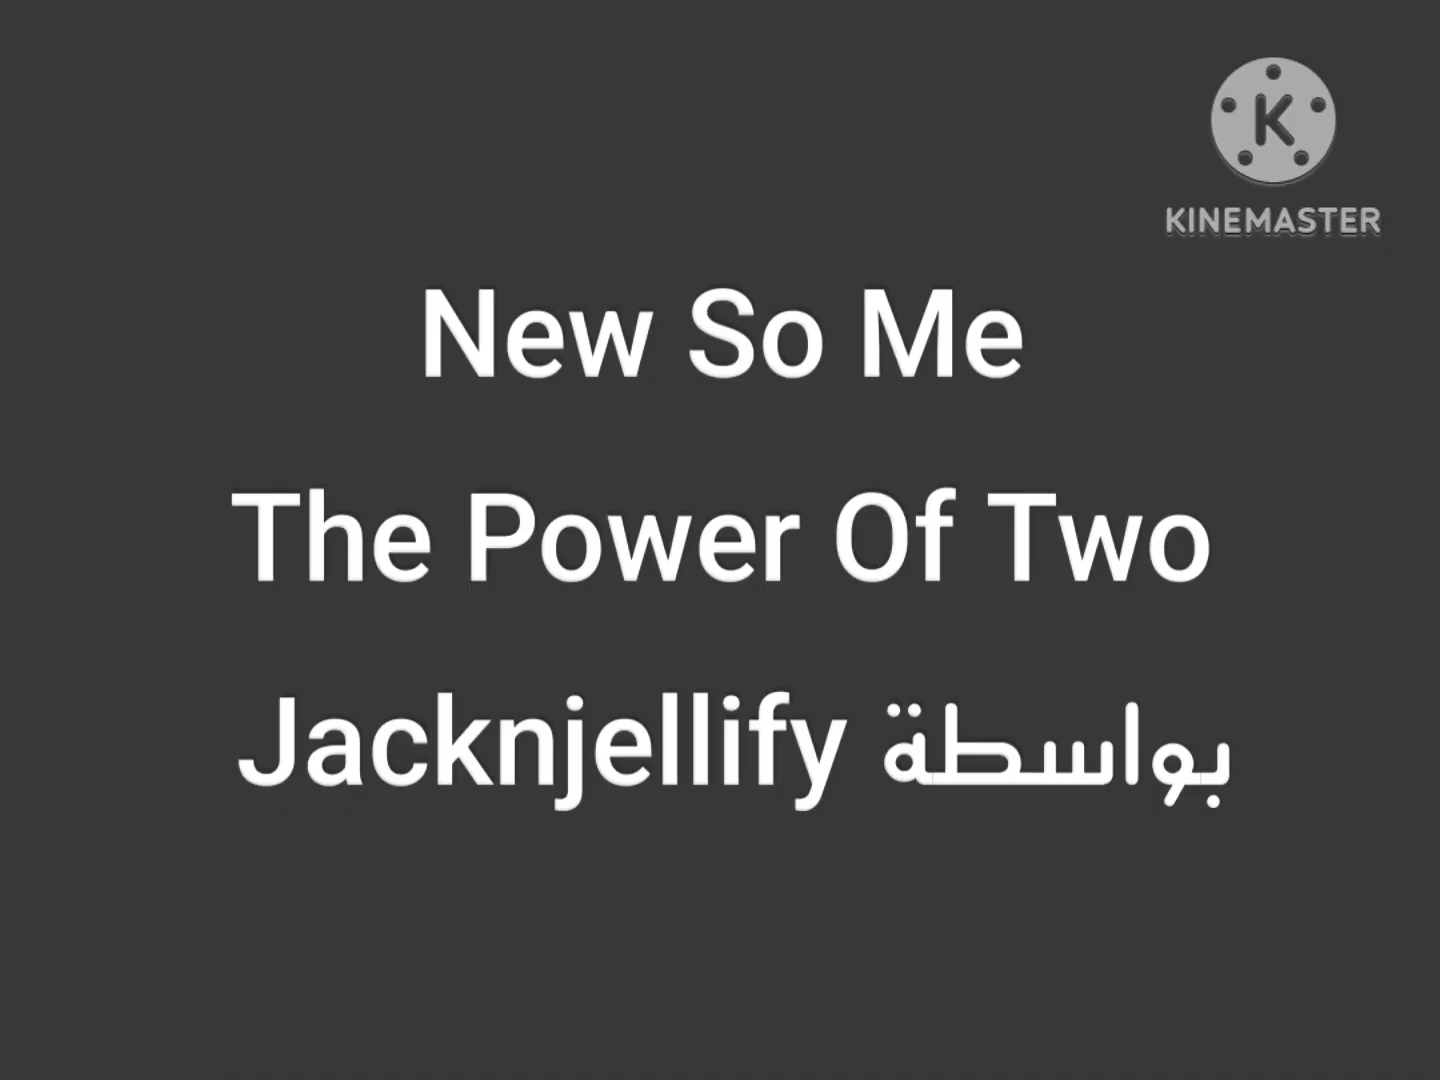 K
KINEMASTER
New So Me
The Power Of Two
بواسطة Jacknjellify